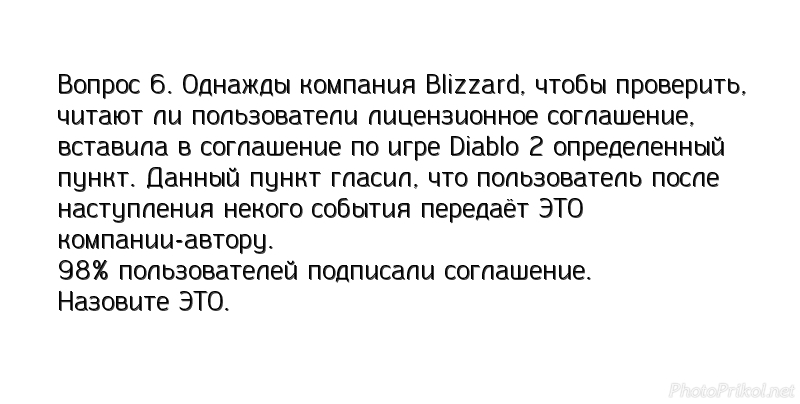 Вопрос 6. Однажды компания Blizzard, чтобы проверить,
читают ли пользователи лицензионное соглашение,
вставила в соглашение по игре Diablo 2 определенный
пункт. Данный пункт гласил, что пользователь после
наступления некого события передаёт ЭТО
компании-автору.
98% пользователей подписали соглашение.
Назовите ЭТО.
PhotoPrikol.net